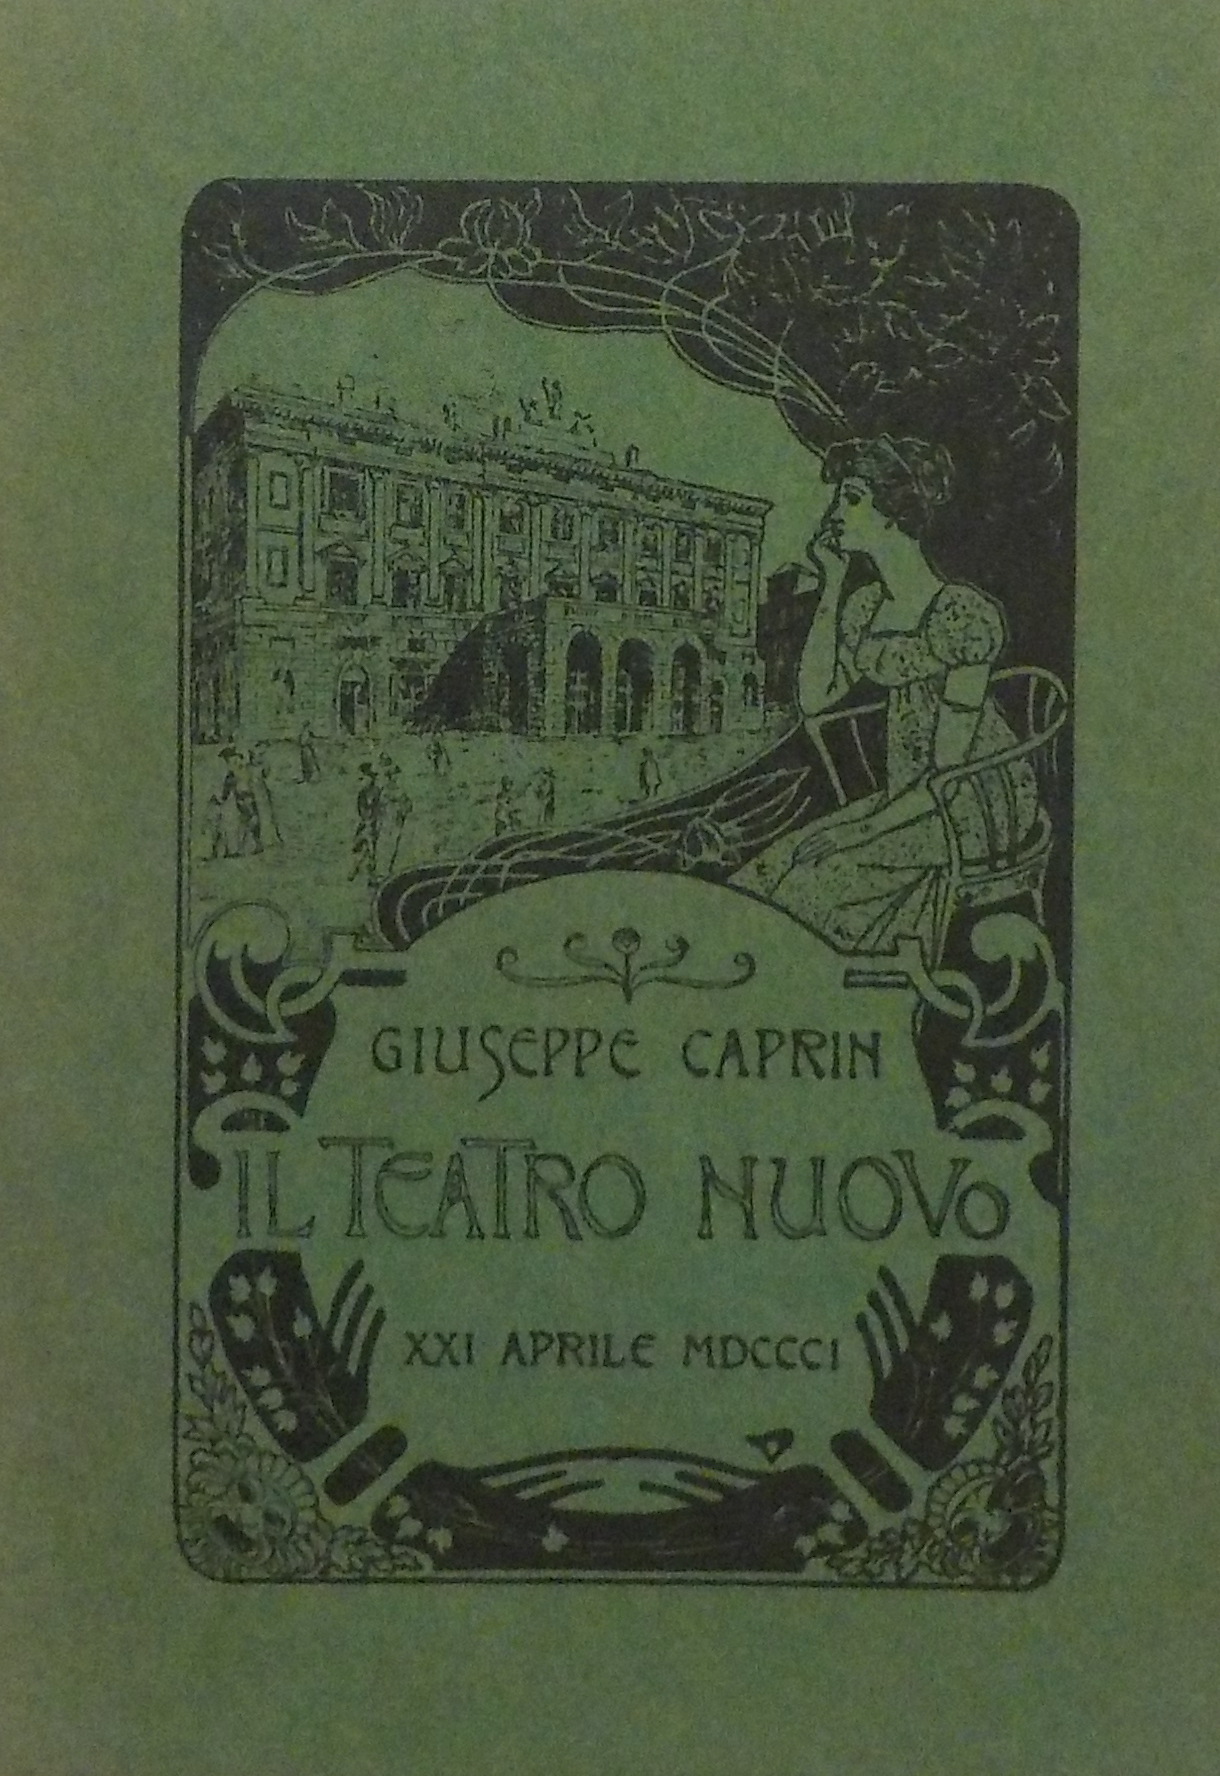 GIUSEPPE CAPRIN
IL TEATRO NUOVO
XXI APRILE MDCCCI